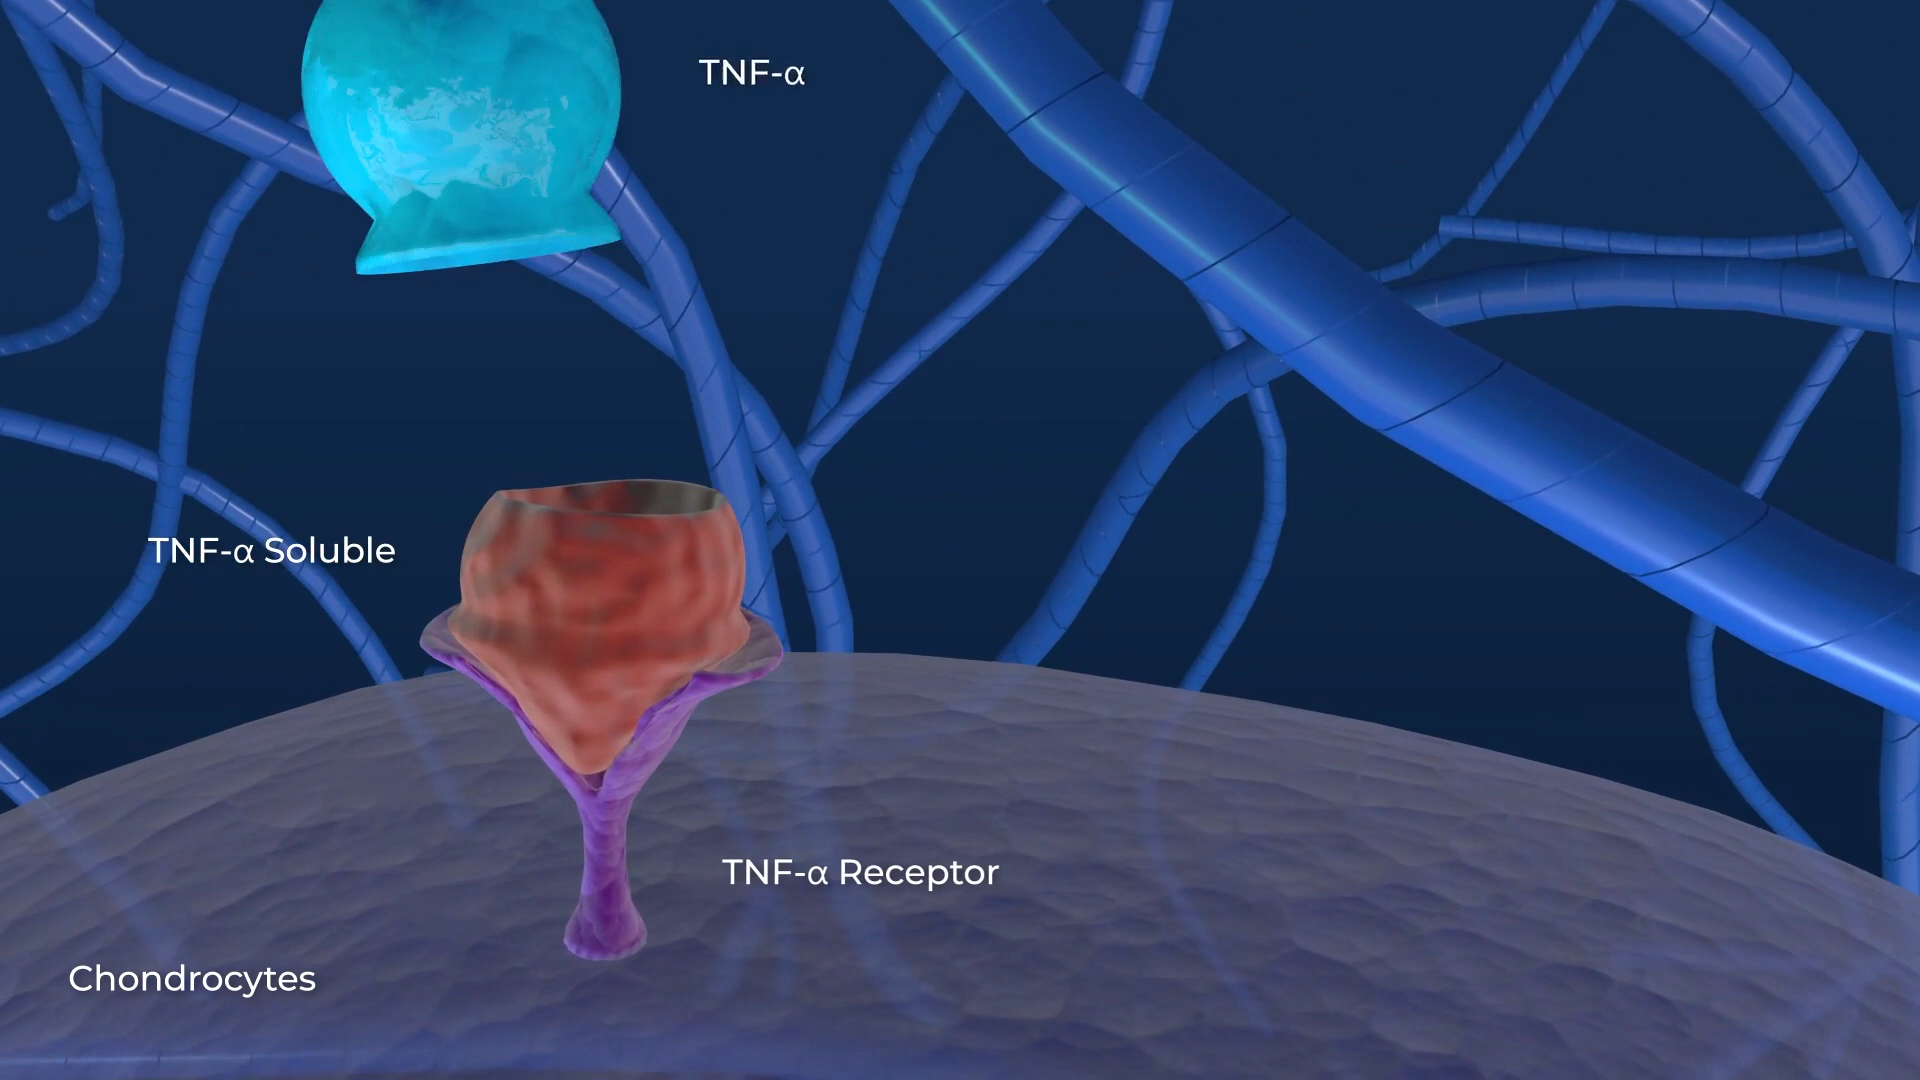 TNF-α
TNF-α Soluble
TNF-α Receptor
Chondrocytes